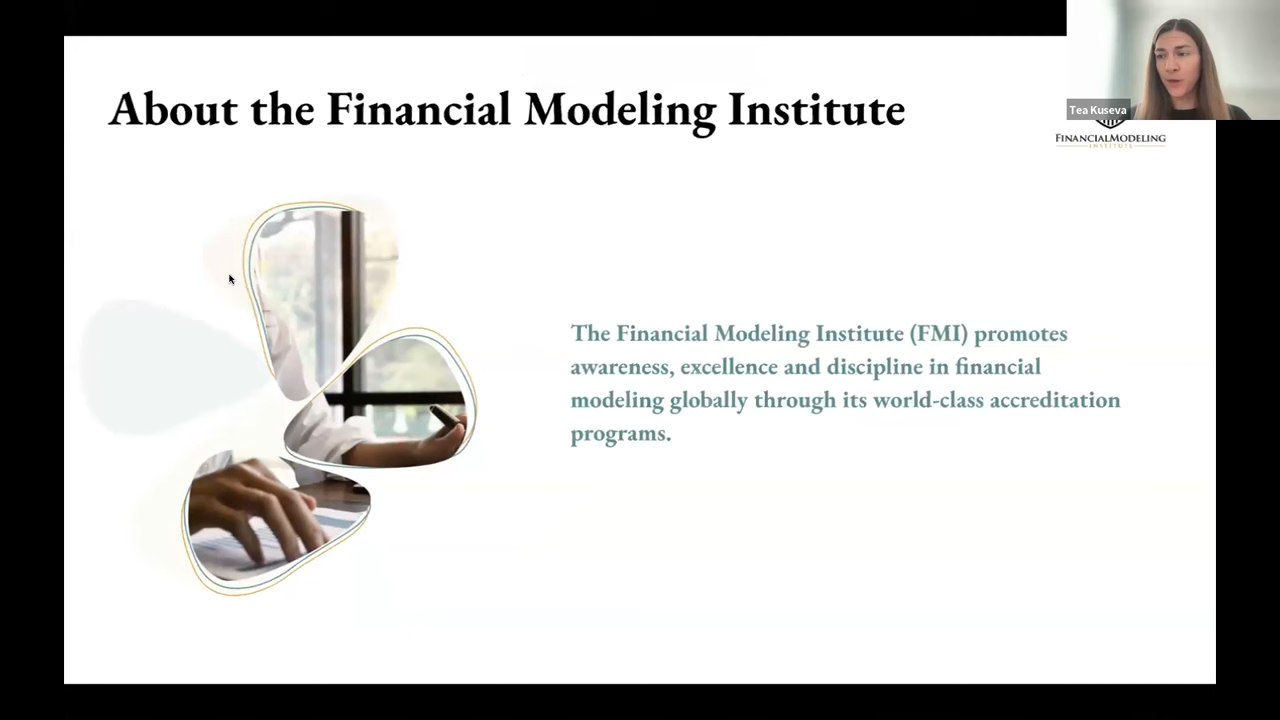 About the Financial Modeling Institute
Tea Kuseva
FINANCIALMODELING
INSTITUTE
The Financial Modeling Institute (FMI) promotes
awareness, excellence and discipline in financial
modeling globally through its world-class accreditation
programs.